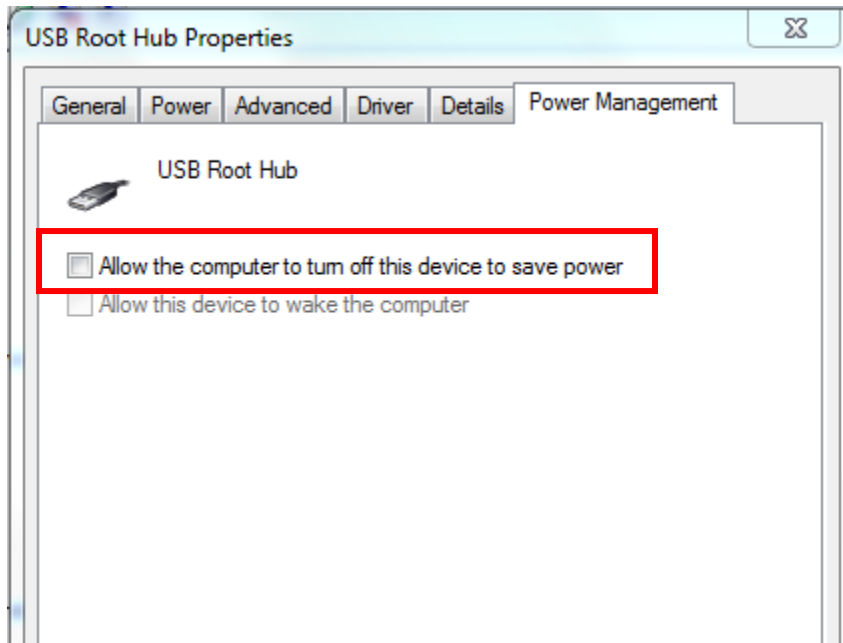 USB Root Hub Properties
General Power Advanced Driver Details Power Management
USB Root Hub
Allow the computer to turn off this device to save power
Allow this device to wake the computer